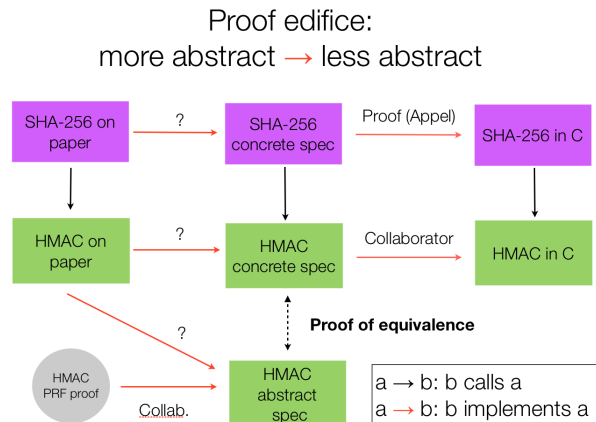 Proof edifice:
more abstract → less abstract
SHA-256 on
paper
?
SHA-256
concrete spec
Proof (Appel)
SHA-256 in C
HMAC on
paper
?
HMAC
concrete spec
Collaborator
HMAC in C
?
Proof of equivalence
HMAC
PRF proof
Collab.
HMAC
abstract
spec
a → b: b calls a
a → b: b implements a